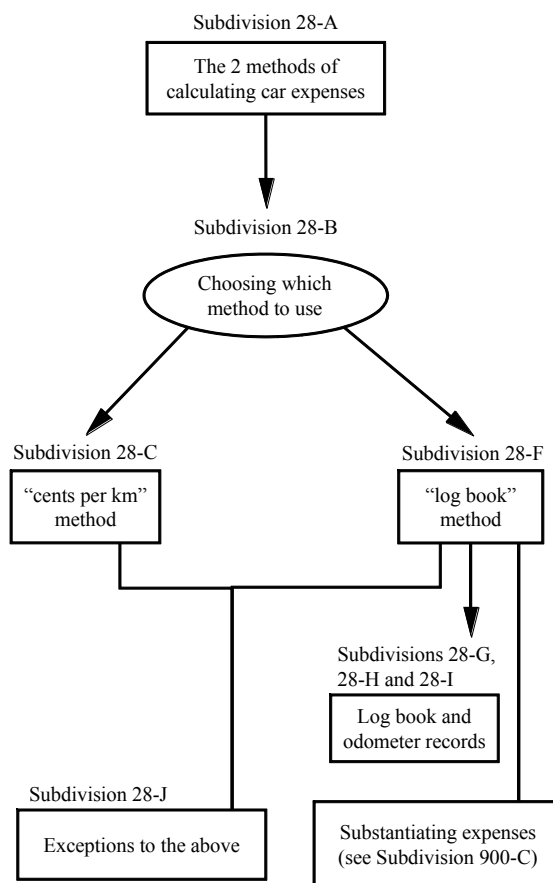 Subdivision 28-A
The 2 methods of
calculating car expenses
Subdivision 28-B
Choosing which
method to use
Subdivision 28-C
“cents per km”
method
Subdivision 28-F
“log book”
method
Subdivisions 28-G,
28-H and 28-I
Log book and
odometer records
Subdivision 28-J
Exceptions to the above
Substantiating expenses
(see Subdivision 900-C)